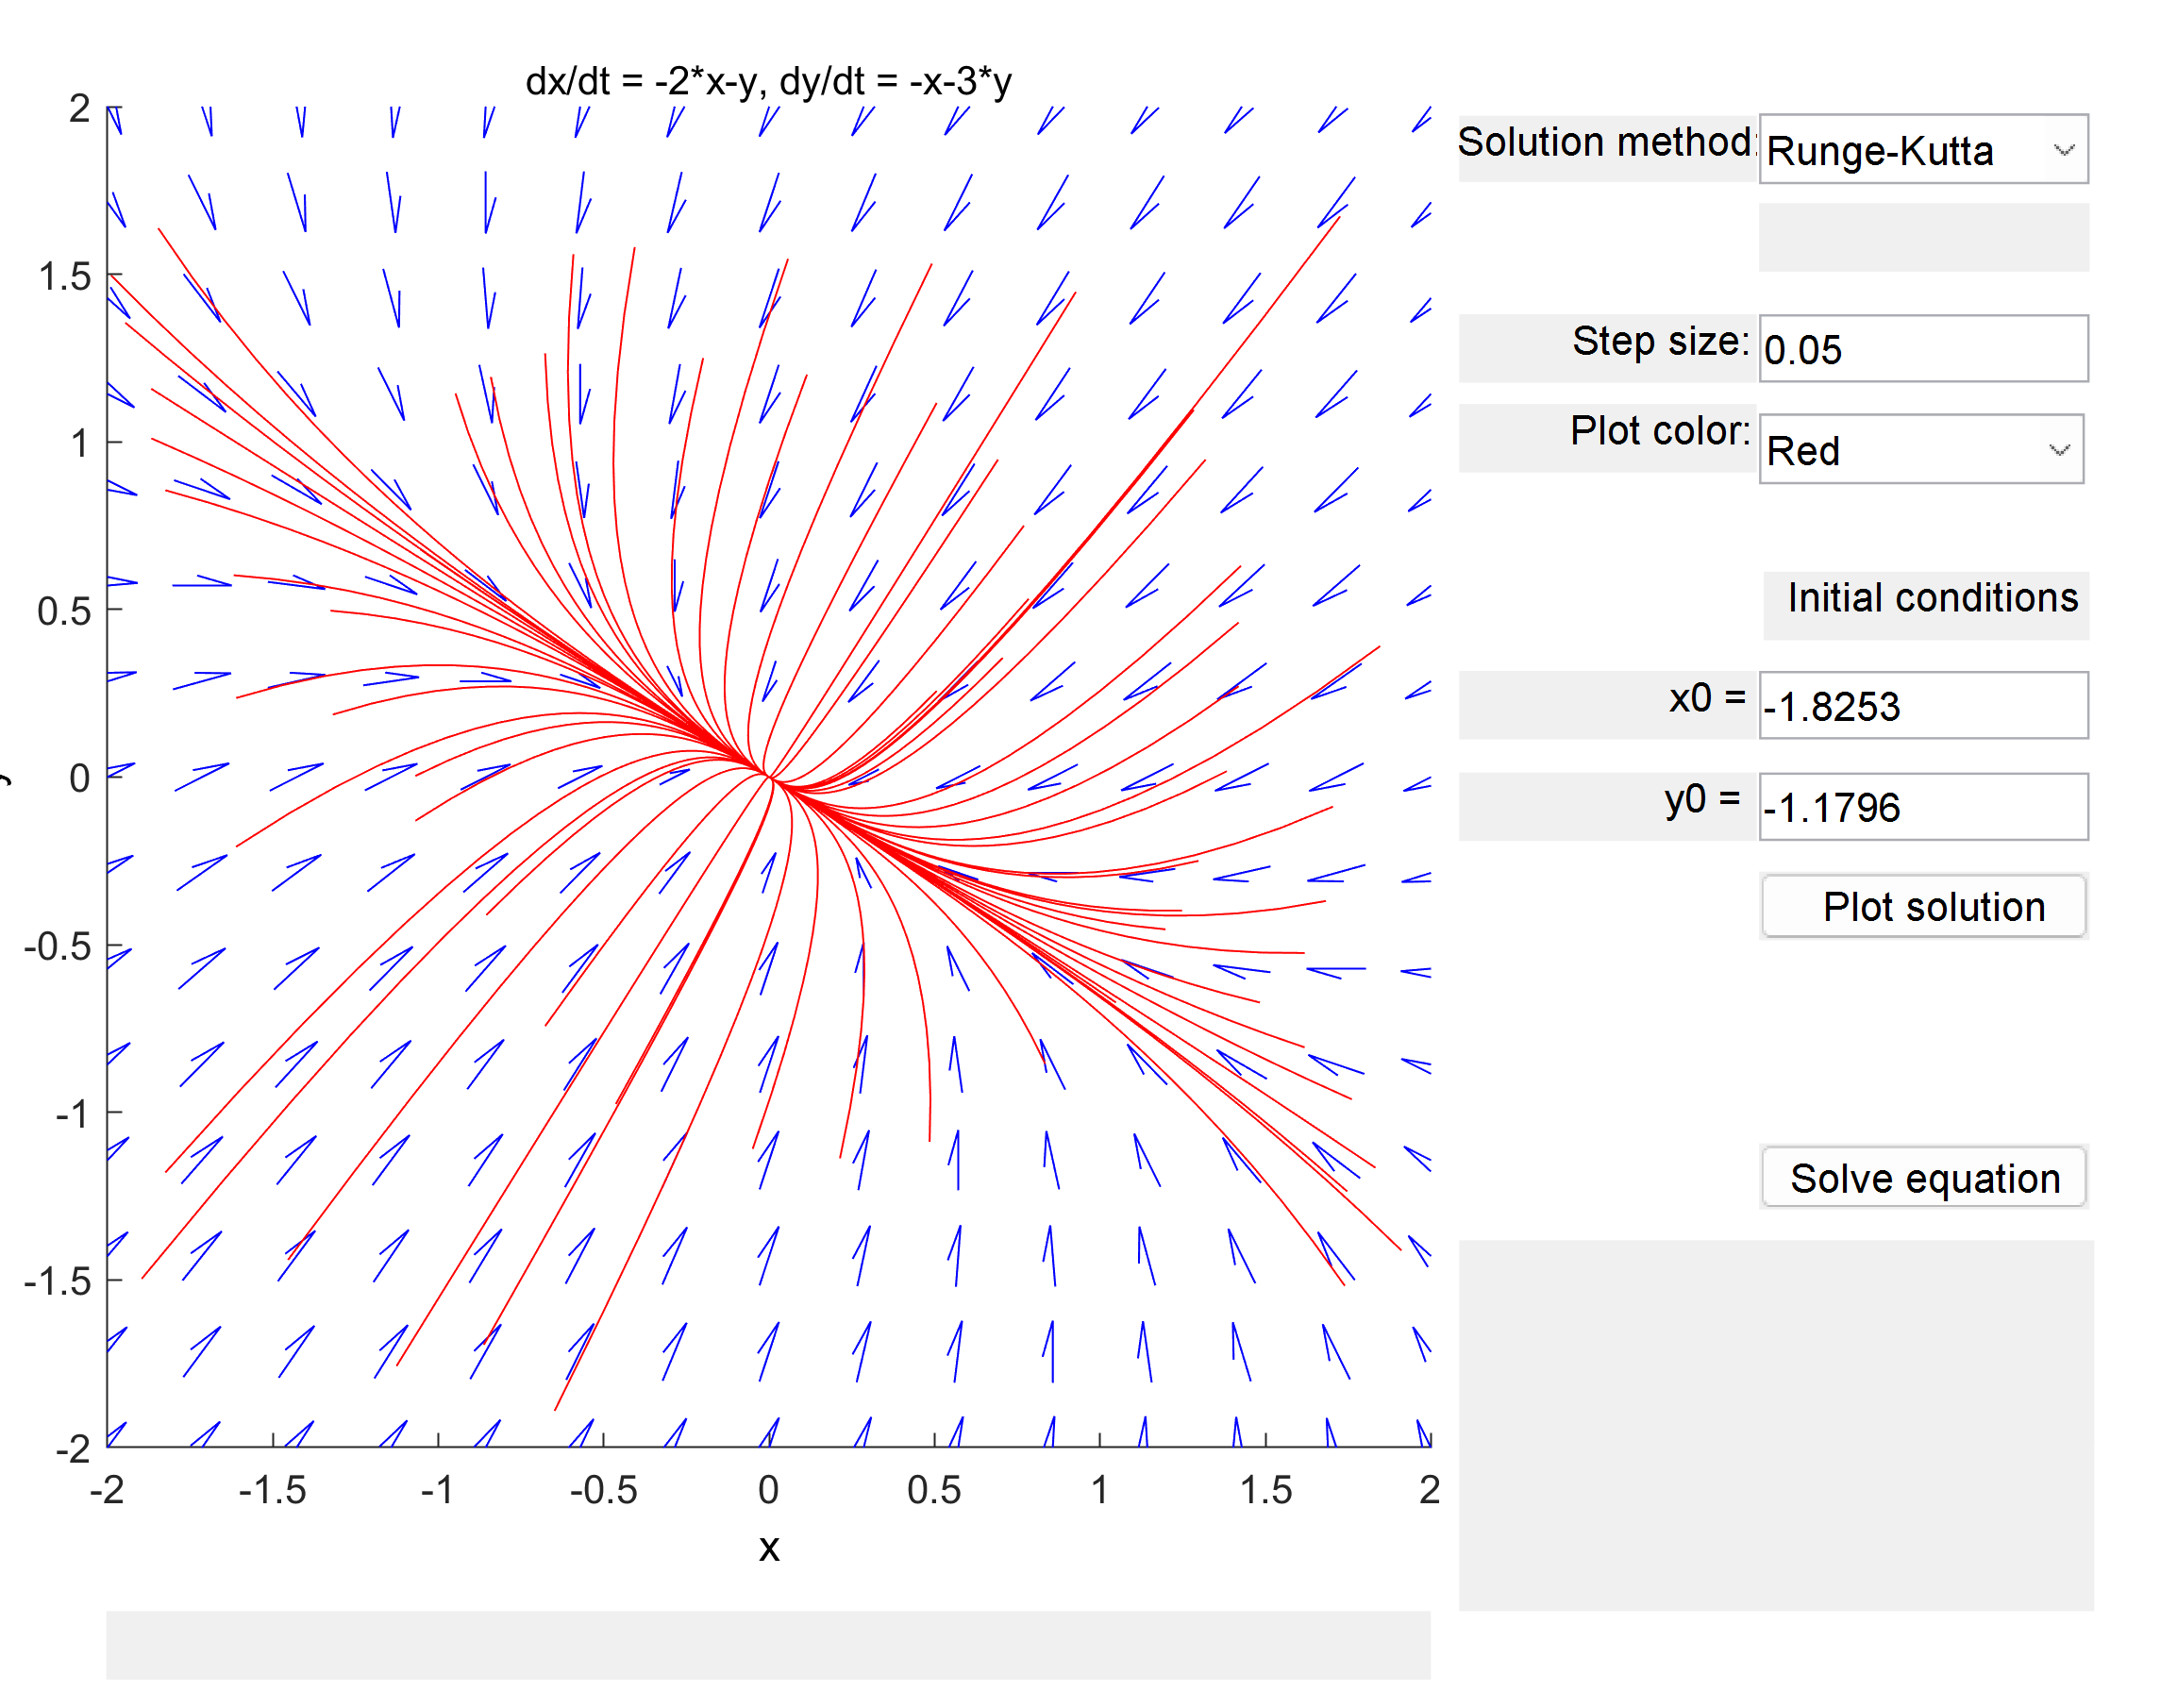 dx/dt = -2*x-y, dy/dt = -x-3*y
2
1.5
1
0.5
0
-0.5
-1
-1.5
-2
-2 -1.5 -1 -0.5 0 0.5 1 1.5 2
x
y
Solution method: Runge-Kutta
Step size: 0.05
Plot color: Red
Initial conditions
x0 = -1.8253
y0 = -1.1796
Plot solution
Solve equation